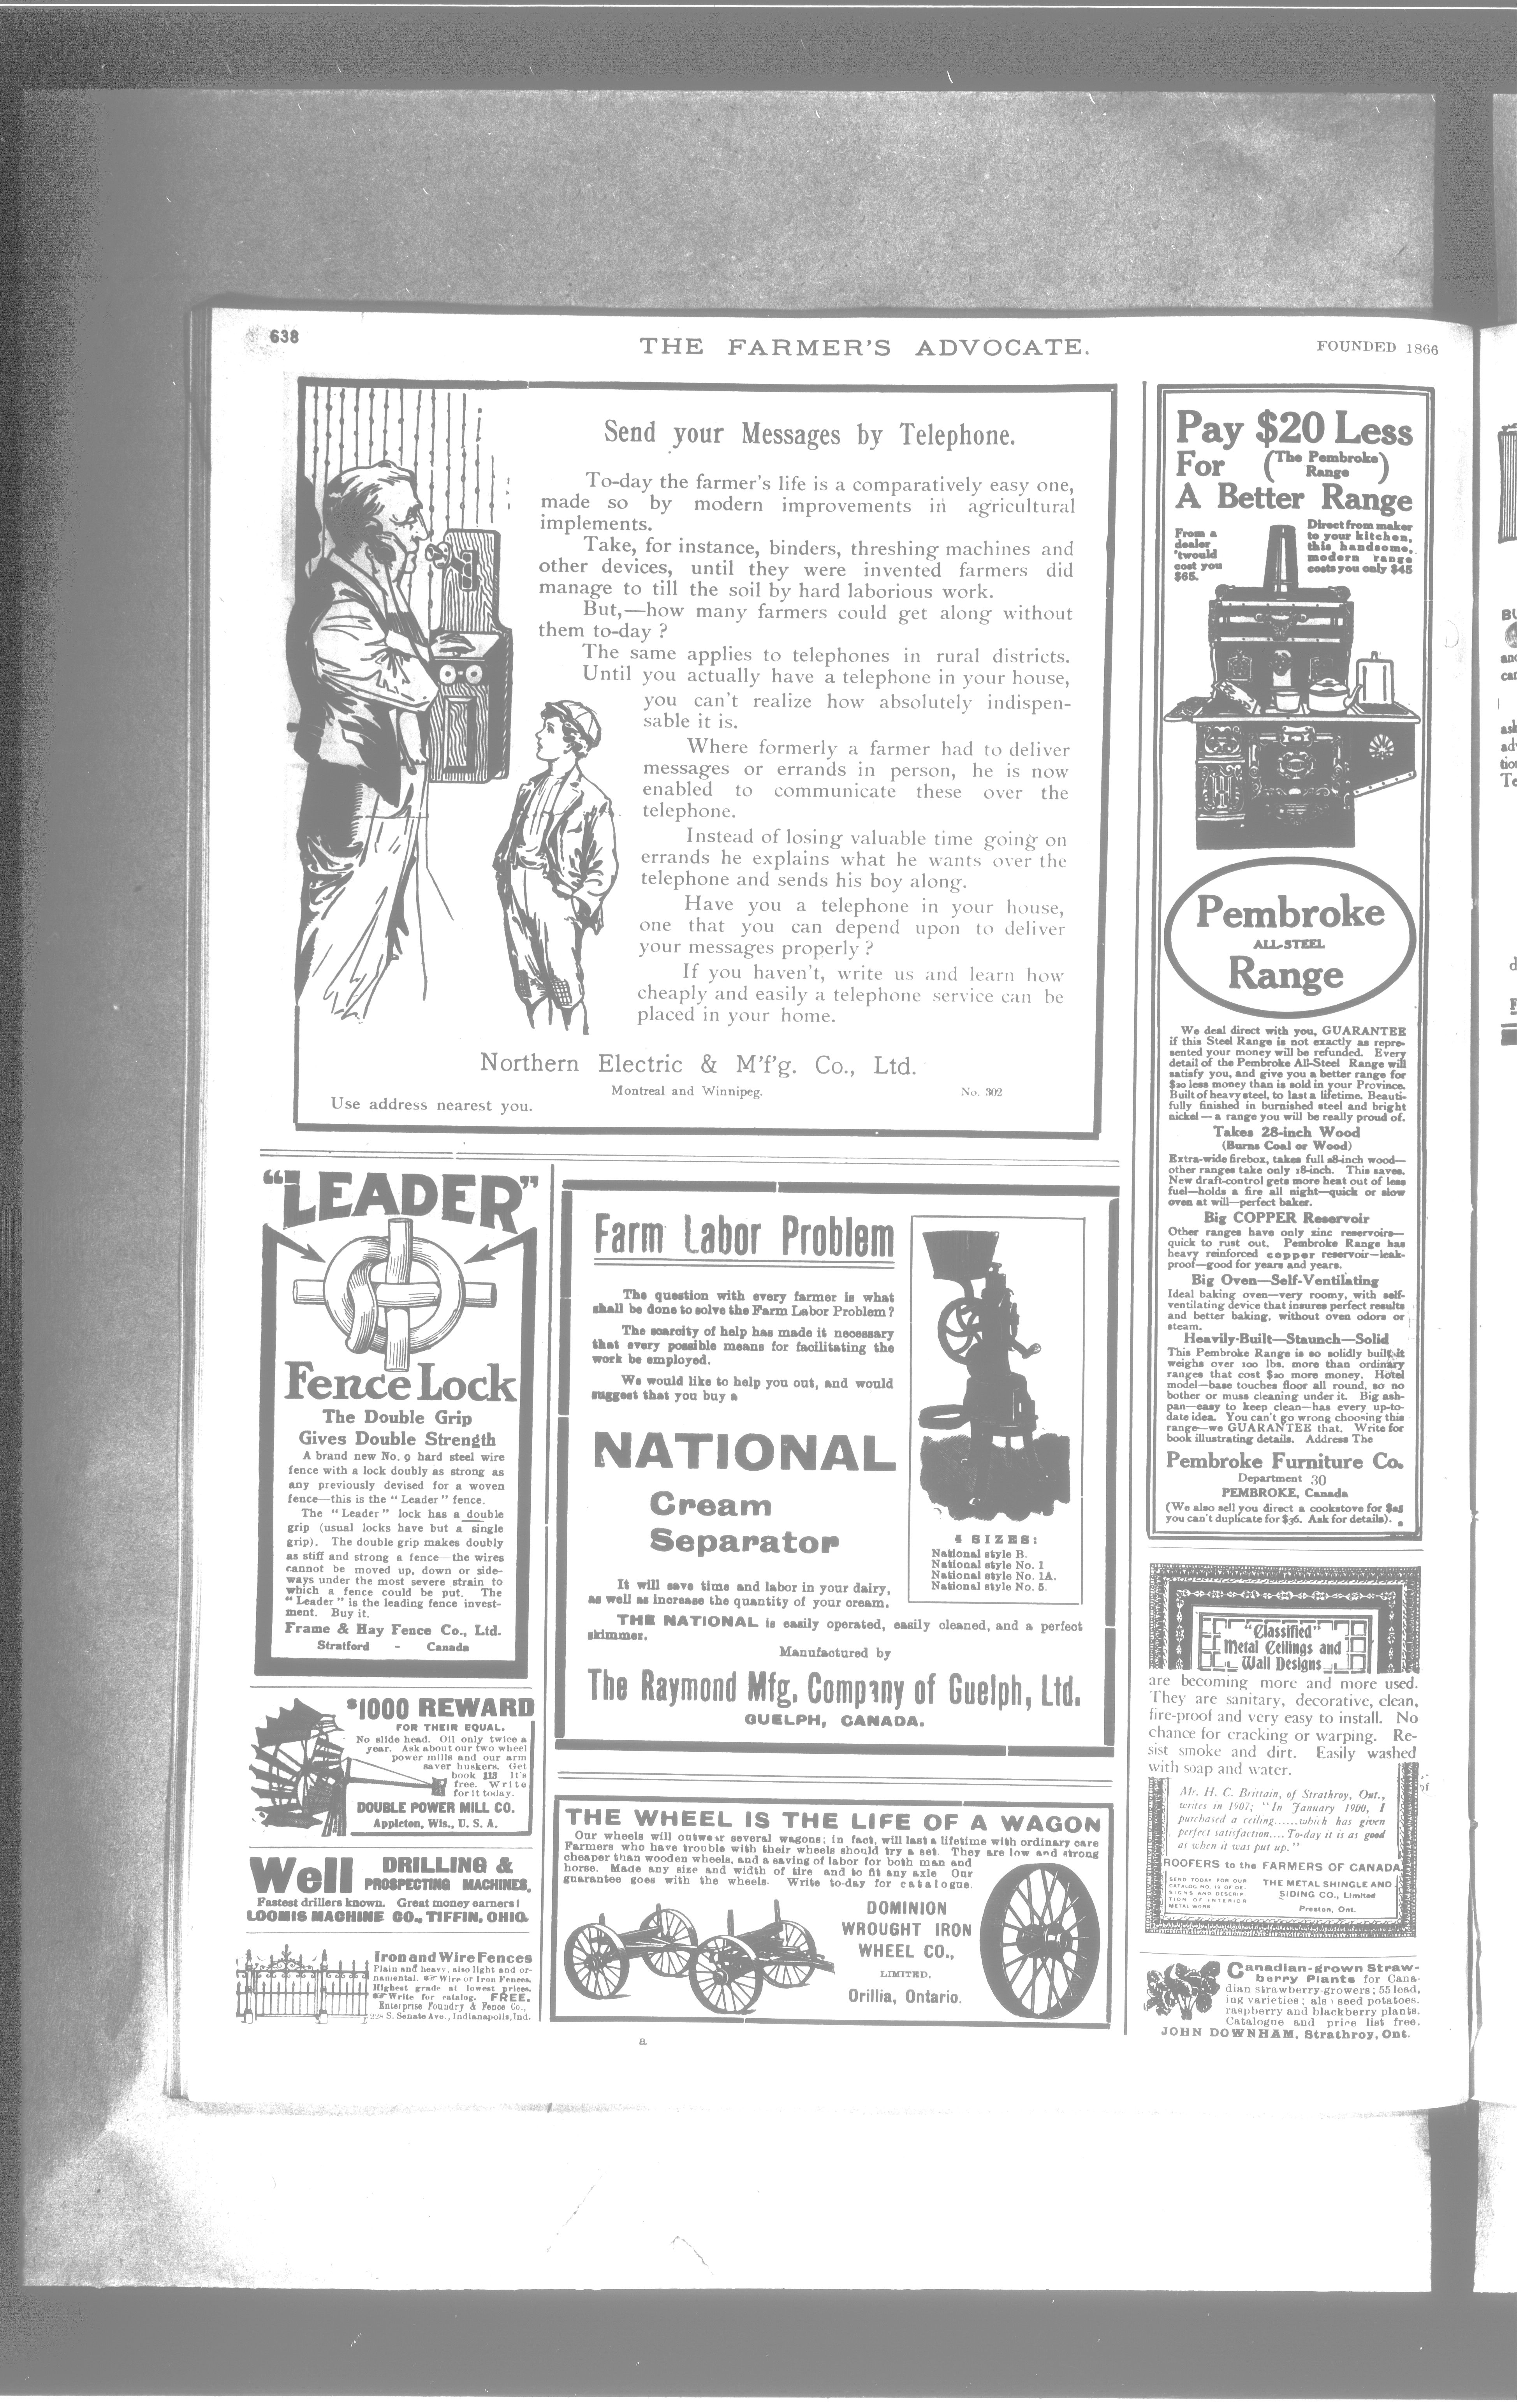 638
THE FARMER'S ADVOCATE.
FOUNDED 1866
Send your Messages by Telephone.
To-day the farmer's life is a comparatively easy one,
made so by modern improvements in agricultural
implements.
Take, for instance, binders, threshing machines and
other devices, until they were invented farmers did
manage to till the soil by hard laborious work.
But,—how many farmers could get along without
them to-day ?
The same applies to telephones in rural districts.
Until you actually have a telephone in your house,
you can't realize how absolutely indispen-
sable it is.
Where formerly a farmer had to deliver
messages or errands in person, he is now
enabled to communicate these over the
telephone.
Instead of losing valuable time going on
errands he explains what he wants over the
telephone and sends his boy along.
Have you a telephone in your house,
one that you can depend upon to deliver
your messages properly ?
If you haven't, write us and learn how
cheaply and easily a telephone service can be
placed in your home.
Northern Electric & M'f'g. Co., Ltd.
Montreal and Winnipeg.
No. 302
Use address nearest you.
"LEADER"
Fence Lock
The Double Grip
Gives Double Strength
A brand new No. 9 hard steel wire
fence with a lock doubly as strong as
any previously devised for a woven
fence—this is the "Leader" fence.
The "Leader" lock has a double
grip (usual locks have but a single
grip). The double grip makes doubly
as stiff and strong a fence—the wires
cannot be moved up, down or side-
ways under the most severe strain to
which a fence could be put. The
"Leader" is the leading fence invest-
ment. Buy it.
Frame & Hay Fence Co., Ltd.
Stratford - Canada
$1000 REWARD
FOR THEIR EQUAL.
No slide head. Oil only twice a
year. Ask about our two wheel
power mills and our arm
saver huskers. Get
book 113 It's
free. Write
for it today.
DOUBLE POWER MILL CO.
Appleton, Wis., U. S. A.
Well DRILLING &
PROSPECTING MACHINES.
Fastest drillers known. Great money earners!
LOOMIS MACHINE CO., TIFFIN, OHIO.
Iron and Wire Fences
Plain and heavy, also light and or-
namental. ☞ Wire or Iron Fences.
Highest grade at lowest prices.
☞ Write for catalog. FREE.
Enterprise Foundry & Fence Co.,
228 S. Senate Ave., Indianapolis, Ind.
Farm Labor Problem
The question with every farmer is what
shall be done to solve the Farm Labor Problem?
The scarcity of help has made it necessary
that every possible means for facilitating the
work be employed.
We would like to help you out, and would
suggest that you buy a
NATIONAL
Cream
Separator
4 SIZES:
National style B.
National style No. 1
National style No. 1A.
National style No. 5.
It will save time and labor in your dairy,
as well as increase the quantity of your cream.
THE NATIONAL is easily operated, easily cleaned, and a perfect
skimmer.
Manufactured by
The Raymond Mfg. Company of Guelph, Ltd.
GUELPH, CANADA.
THE WHEEL IS THE LIFE OF A WAGON
Our wheels will outwear several wagons; in fact, will last a lifetime with ordinary care
Farmers who have trouble with their wheels should try a set. They are low and strong
cheaper than wooden wheels, and a saving of labor for both man and
horse. Made any size and width of tire and to fit any axle Our
guarantee goes with the wheels. Write to-day for catalogue.
DOMINION
WROUGHT IRON
WHEEL CO.,
LIMITED.
Orillia, Ontario.
a
Pay $20 Less
For (The Pembroke Range)
A Better Range
From a
dealer
'twould
cost you
$65.
Direct from maker
to your kitchen,
this handsome,
modern range
costs you only $45
Pembroke
ALL-STEEL
Range
We deal direct with you, GUARANTEE
if this Steel Range is not exactly as repre-
sented your money will be refunded. Every
detail of the Pembroke All-Steel Range will
satisfy you, and give you a better range for
$20 less money than is sold in your Province.
Built of heavy steel, to last a lifetime. Beauti-
fully finished in burnished steel and bright
nickel—a range you will be really proud of.
Takes 28-inch Wood
(Burns Coal or Wood)
Extra-wide firebox, takes full 28-inch wood—
other ranges take only 18-inch. This saves.
New draft-control gets more heat out of less
fuel—holds a fire all night—quick or slow
oven at will—perfect baker.
Big COPPER Reservoir
Other ranges have only zinc reservoirs—
quick to rust out. Pembroke Range has
heavy reinforced copper reservoir—leak-
proof—good for years and years.
Big Oven—Self-Ventilating
Ideal baking oven—very roomy, with self-
ventilating device that insures perfect results
and better baking, without oven odors or
steam.
Heavily-Built—Staunch—Solid
This Pembroke Range is so solidly built it
weighs over 100 lbs. more than ordinary
ranges that cost $20 more money. Hotel
model—base touches floor all round, so no
bother or muss cleaning under it. Big ash-
pan—easy to keep clean—has every up-to-
date idea. You can't go wrong choosing this
range—we GUARANTEE that. Write for
book illustrating details. Address The
Pembroke Furniture Co.
Department 30
PEMBROKE, Canada
(We also sell you direct a cookstove for $25
you can't duplicate for $36. Ask for details).
"Classified"
Metal Ceilings and
Wall Designs
are becoming more and more used.
They are sanitary, decorative, clean,
fire-proof and very easy to install. No
chance for cracking or warping. Re-
sist smoke and dirt. Easily washed
with soap and water.
Mr. H. C. Brittain, of Strathroy, Ont.,
writes in 1907; "In January 1900, I
purchased a ceiling......which has given
perfect satisfaction.... To-day it is as good
as when it was put up."
ROOFERS to the FARMERS OF CANADA
SEND TODAY FOR OUR
CATALOG NO. 19 OF DE-
SIGNS AND DESCRIP-
TION OF INTERIOR
METAL WORK
THE METAL SHINGLE AND
SIDING CO., Limited
Preston, Ont.
Canadian-grown Straw-
berry Plants for Cana-
dian strawberry-growers; 55 lead,
ing varieties; also seed potatoes.
raspberry and blackberry plants.
Catalogue and price list free.
JOHN DOWNHAM, Strathroy, Ont.